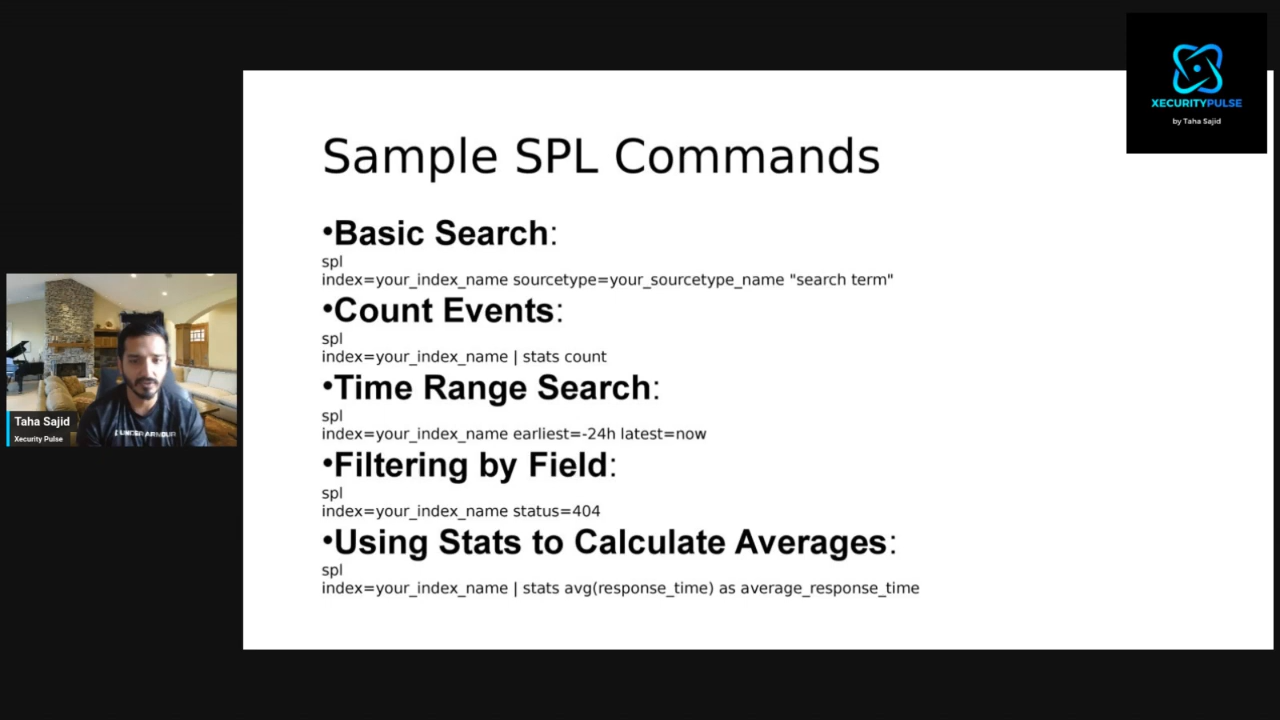 XECURITYPULSE
by Taha Sajid
Sample SPL Commands
•Basic Search:
spl
index=your_index_name sourcetype=your_sourcetype_name "search term"
•Count Events:
spl
index=your_index_name | stats count
•Time Range Search:
spl
index=your_index_name earliest=-24h latest=now
•Filtering by Field:
spl
index=your_index_name status=404
•Using Stats to Calculate Averages:
spl
index=your_index_name | stats avg(response_time) as average_response_time
UNDER ARMOUR
Taha Sajid
Xecurity Pulse